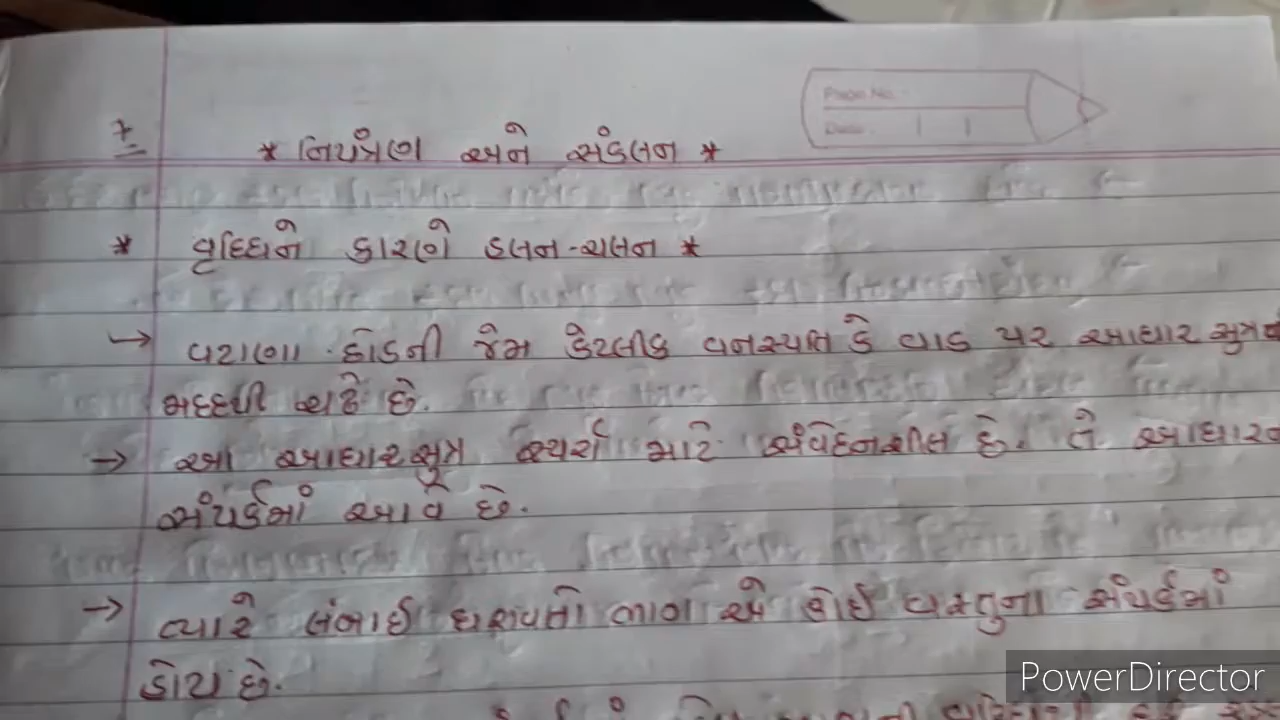 Page No.
Date
7
* નિયંત્રણ અને સંકલન *
* વૃદ્ધિને કારણે હલન-ચલન *
→ વટાણા છોડની જેમ કેટલીક વનસ્પતિ કે વાડ પર આધાર
મદદથી ચઢે છે.
→ આ આધારસુત્ર સ્પર્શ માટે સંવેદનશીલ છે. તે
સંપર્કમાં આવે છે.
→ ત્યારે લંબાઈ ધરાવતો ભાગ એ કોઈ વસ્તુના સંપર્કમાં
હોય છે.
PowerDirector